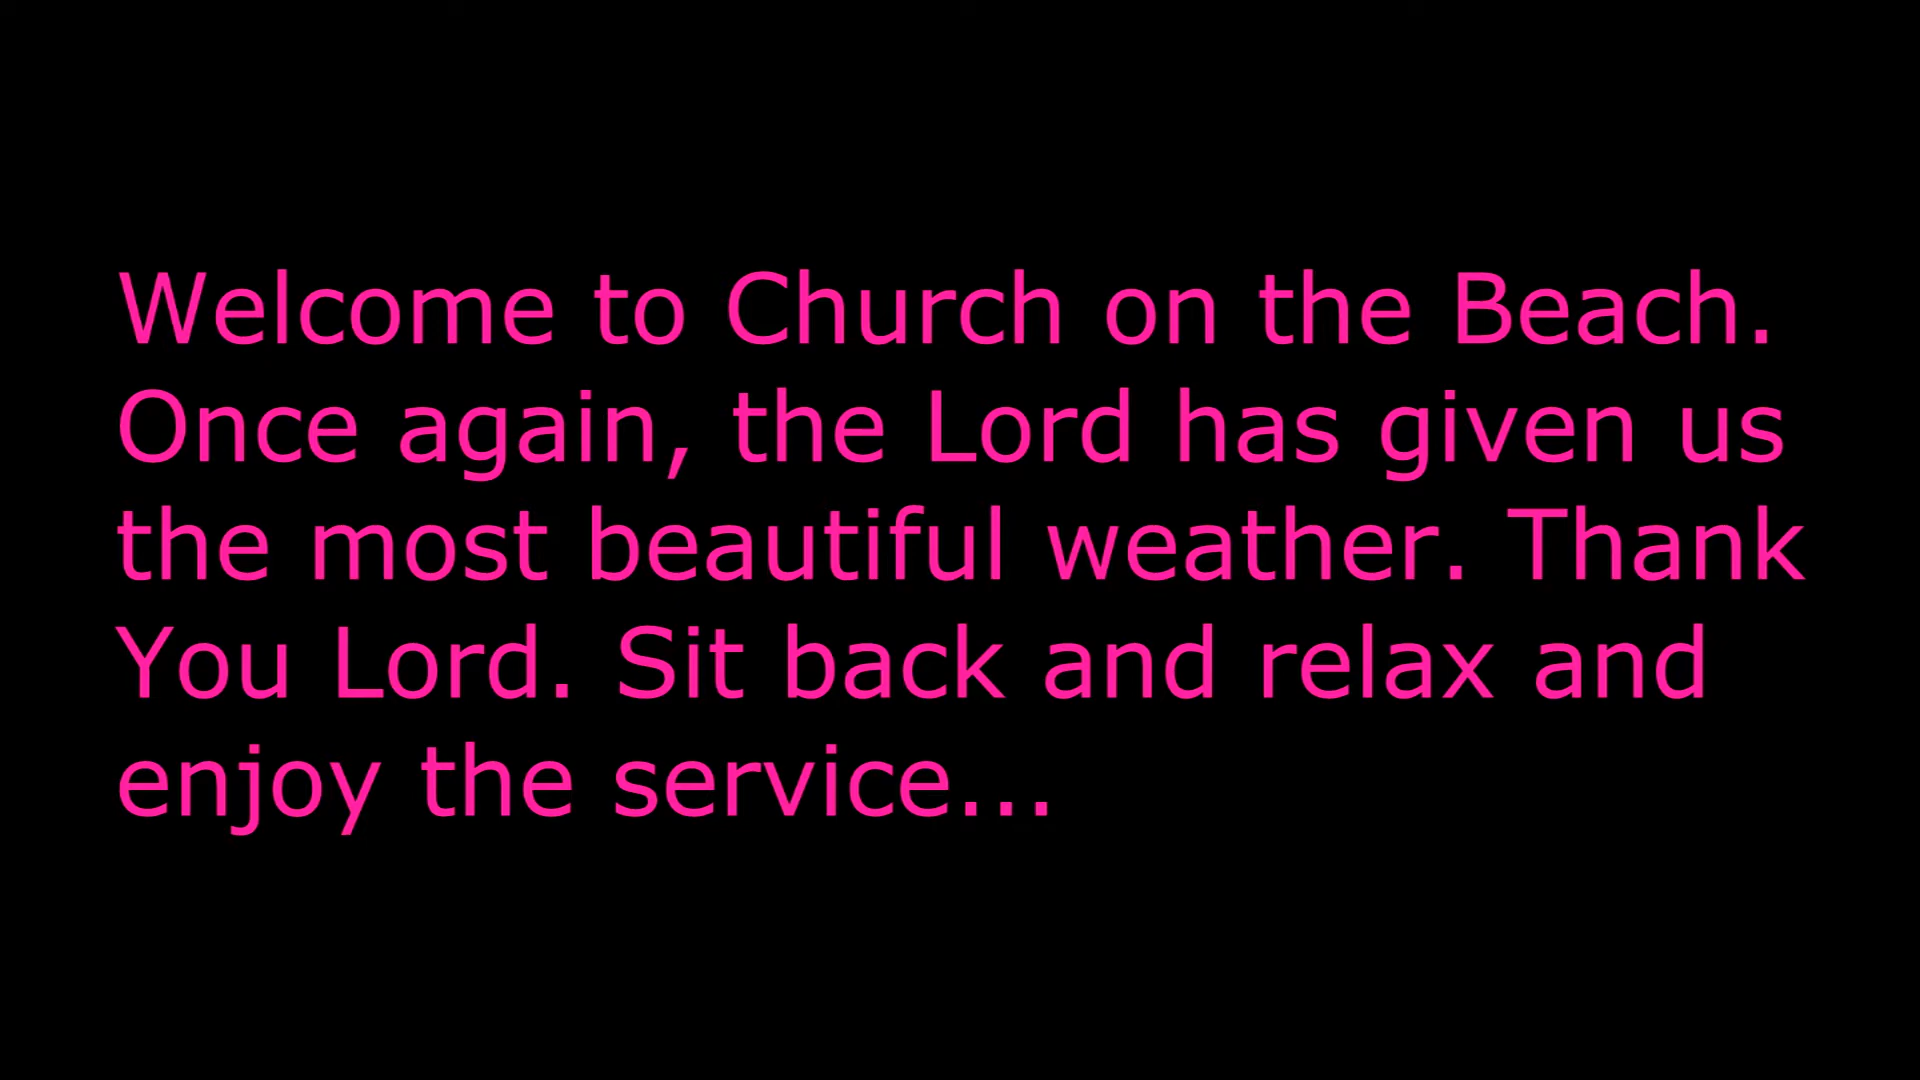 Welcome to Church on the Beach.
Once again, the Lord has given us
the most beautiful weather. Thank
You Lord. Sit back and relax and
enjoy the service...